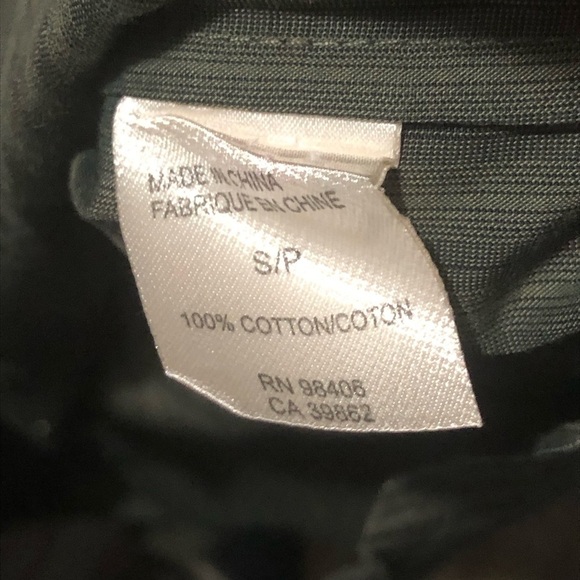 MADE IN CHINA
FABRIQUE EN CHINE
S/P
100% COTTON/COTON
RN 98406
CA 39862